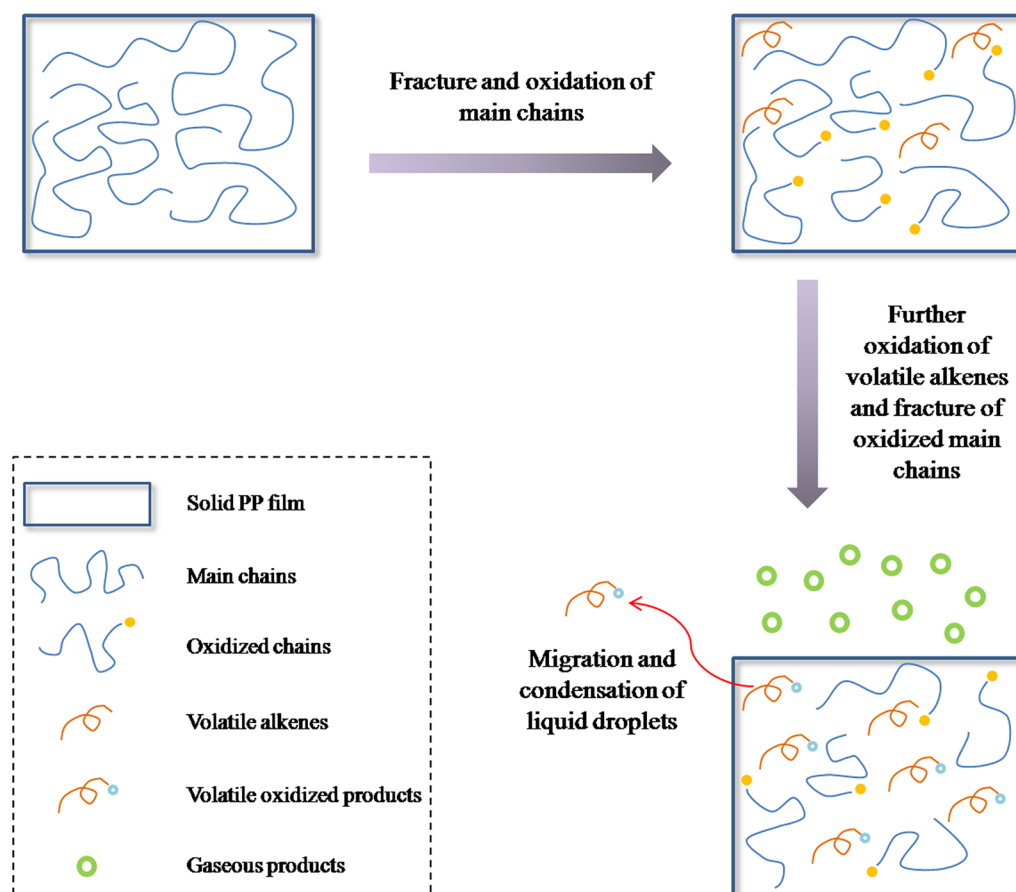 Fracture and oxidation of
main chains
Further
oxidation of
volatile alkenes
and fracture of
oxidized main
chains
Migration and
condensation of
liquid droplets
Solid PP film
Main chains
Oxidized chains
Volatile alkenes
Volatile oxidized products
Gaseous products